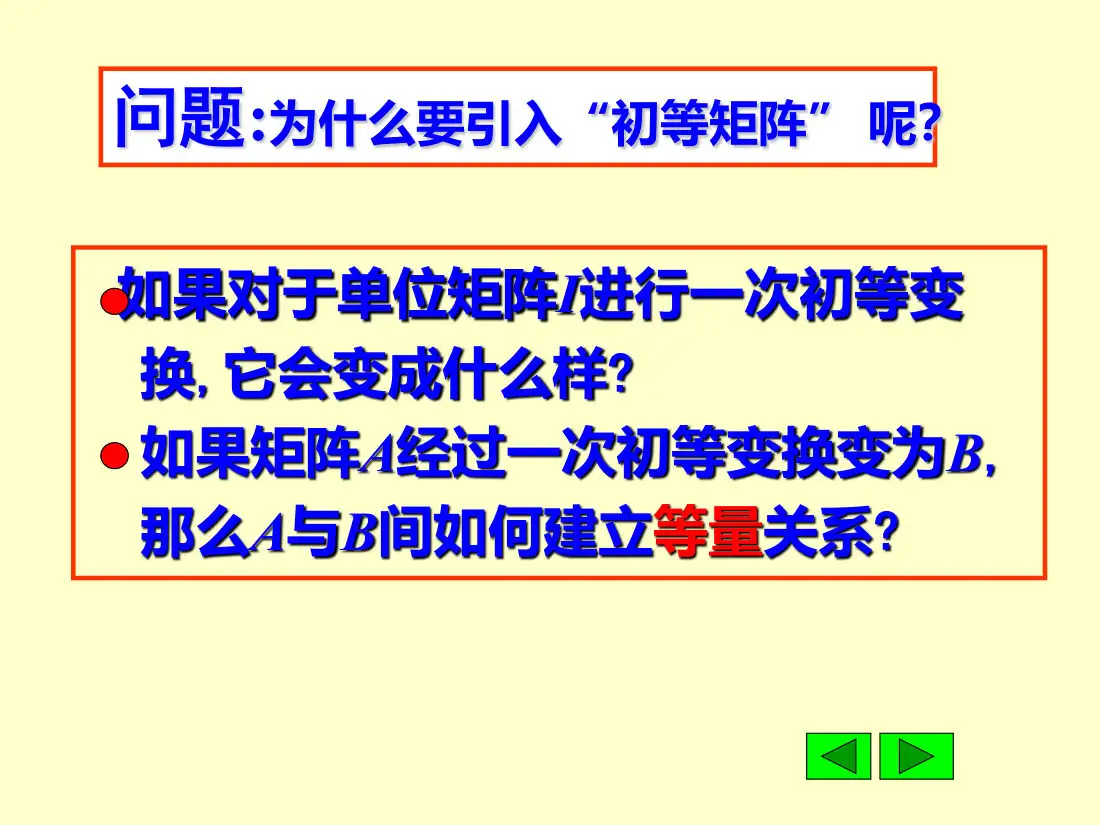 问题:为什么要引入“初等矩阵” 呢?
如果对于单位矩阵I进行一次初等变
换, 它会变成什么样?
如果矩阵A经过一次初等变换变为B,
那么A与B间如何建立等量关系?